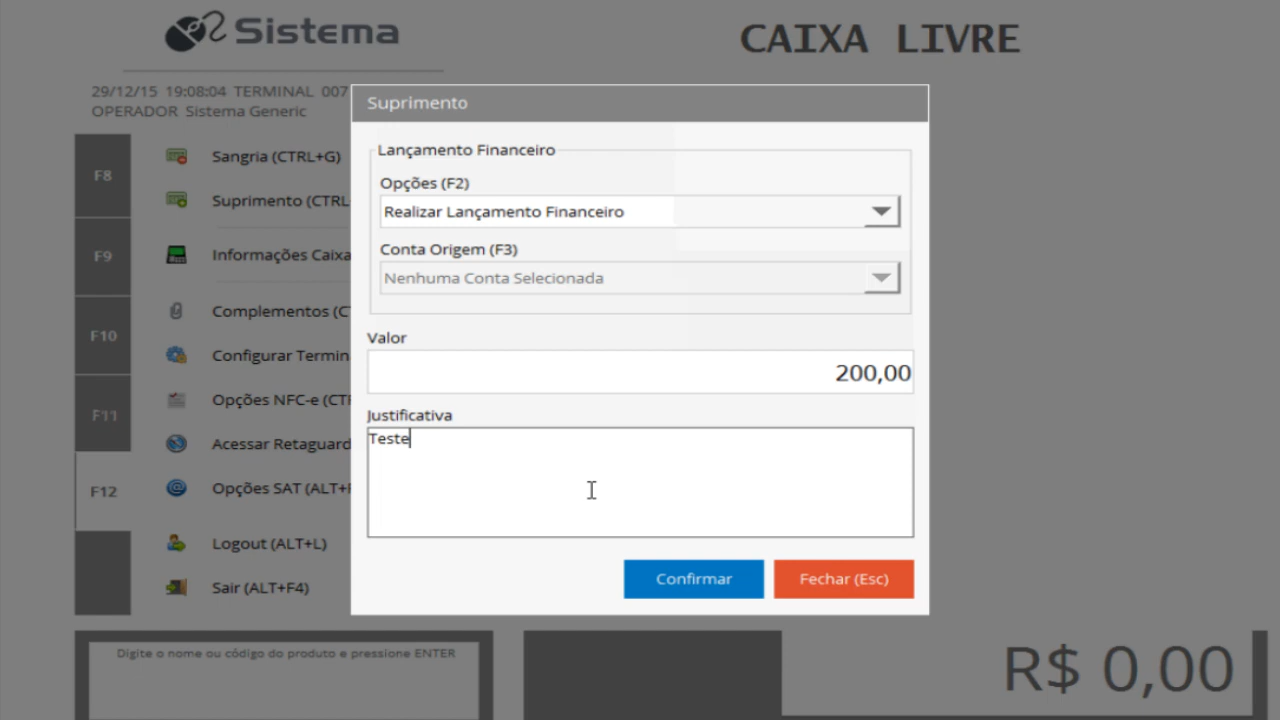 Sistema
CAIXA LIVRE
29/12/15 19:08:04 TERMINAL 007
OPERADOR Sistema Generic
Suprimento
Lançamento Financeiro
Opções (F2)
Realizar Lançamento Financeiro
Conta Origem (F3)
Nenhuma Conta Selecionada
Valor
200,00
Justificativa
Teste
Confirmar
Fechar (Esc)
F8
F9
F10
F11
F12
Sangria (CTRL+G)
Suprimento (CTRL
Informações Caixa
Complementos (CT
Configurar Termin
Opções NFC-e (CT
Acessar Retaguard
Opções SAT (ALT+
Logout (ALT+L)
Sair (ALT+F4)
Digite o nome ou código do produto e pressione ENTER
R$ 0,00